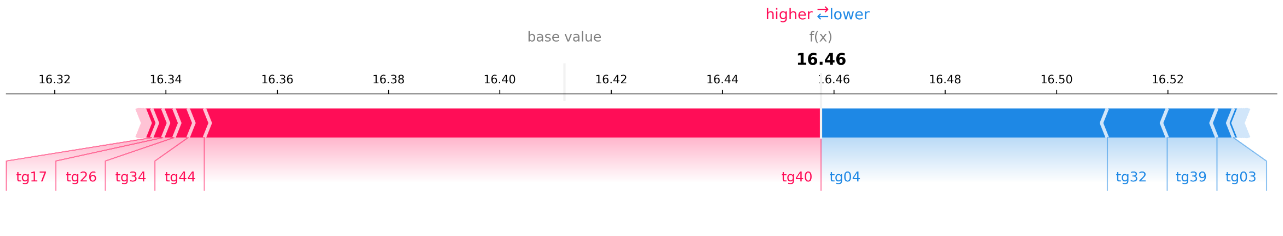 higher ⇄ lower
base value f(x)
16.46
16.32 16.34 16.36 16.38 16.40 16.42 16.44 16.46 16.48 16.50 16.52
tg17 tg26 tg34 tg44 tg40 tg04 tg32 tg39 tg03